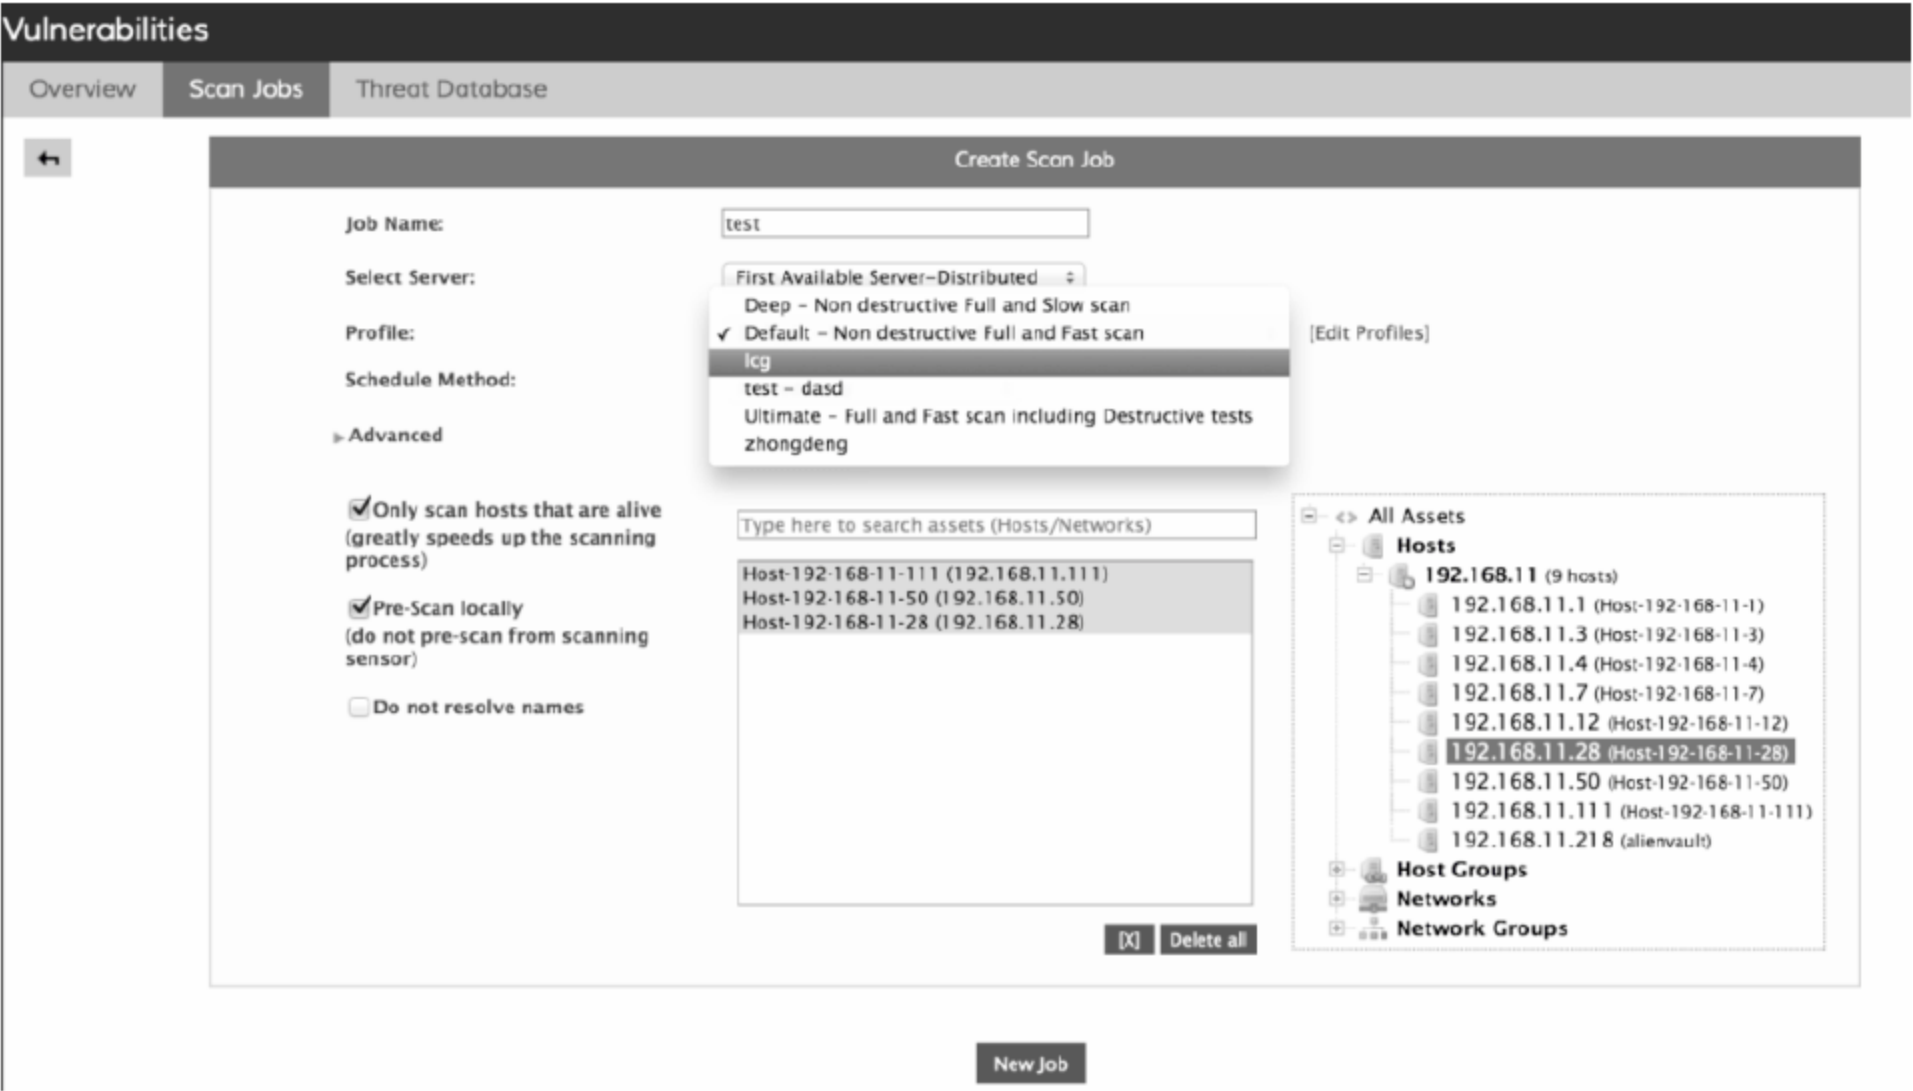 Vulnerabilities
Overview Scan Jobs Threat Database
Create Scan Job
Job Name: test
Select Server: First Available Server-Distributed
Deep - Non destructive Full and Slow scan
Profile: ✓ Default - Non destructive Full and Fast scan [Edit Profiles]
lcg
Schedule Method:
test - dasd
Ultimate - Full and Fast scan including Destructive tests
Advanced
zhongdeng
Only scan hosts that are alive
(greatly speeds up the scanning
process)
Pre-Scan locally
(do not pre-scan from scanning
sensor)
Do not resolve names
Type here to search assets (Hosts/Networks)
Host-192-168-11-111 (192.168.11.111)
Host-192-168-11-50 (192.168.11.50)
Host-192-168-11-28 (192.168.11.28)
[X] Delete all
All Assets
Hosts
192.168.11 (9 hosts)
192.168.11.1 (Host-192-168-11-1)
192.168.11.3 (Host-192-168-11-3)
192.168.11.4 (Host-192-168-11-4)
192.168.11.7 (Host-192-168-11-7)
192.168.11.12 (Host-192-168-11-12)
192.168.11.28 (Host-192-168-11-28)
192.168.11.50 (Host-192-168-11-50)
192.168.11.111 (Host-192-168-11-111)
192.168.11.218 (alienvault)
Host Groups
Networks
Network Groups
New Job